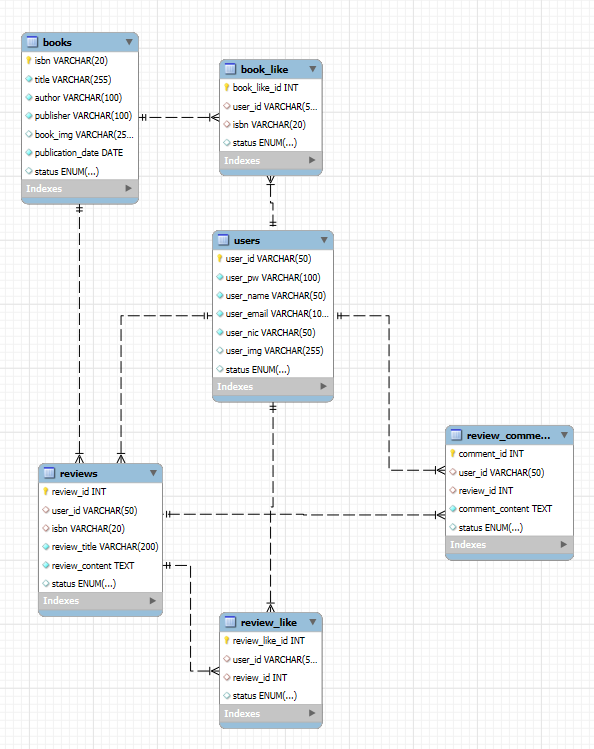 books
isbn VARCHAR(20)
title VARCHAR(255)
author VARCHAR(100)
publisher VARCHAR(100)
book_img VARCHAR(25...
publication_date DATE
status ENUM(...)
Indexes
book_like
book_like_id INT
user_id VARCHAR(5...
isbn VARCHAR(20)
status ENUM(...)
Indexes
users
user_id VARCHAR(50)
user_pw VARCHAR(100)
user_name VARCHAR(50)
user_email VARCHAR(10...
user_nic VARCHAR(50)
user_img VARCHAR(255)
status ENUM(...)
Indexes
review_comme...
comment_id INT
user_id VARCHAR(50)
review_id INT
comment_content TEXT
status ENUM(...)
Indexes
reviews
review_id INT
user_id VARCHAR(50)
isbn VARCHAR(20)
review_title VARCHAR(200)
review_content TEXT
status ENUM(...)
Indexes
review_like
review_like_id INT
user_id VARCHAR(5...
review_id INT
status ENUM(...)
Indexes